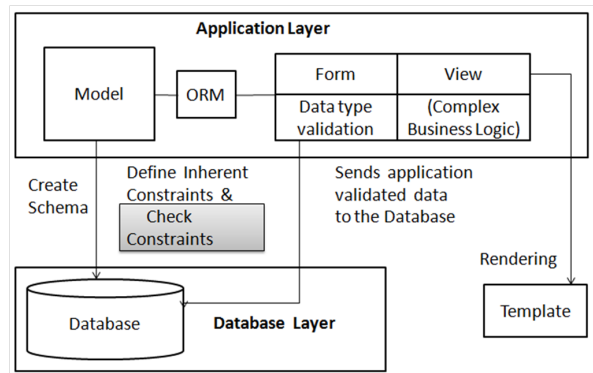 Application Layer
Model
ORM
Form
View
Data type
validation
(Complex
Business Logic)
Create
Schema
Define Inherent
Constraints &
Check
Constraints
Sends application
validated data
to the Database
Rendering
Database
Database Layer
Template